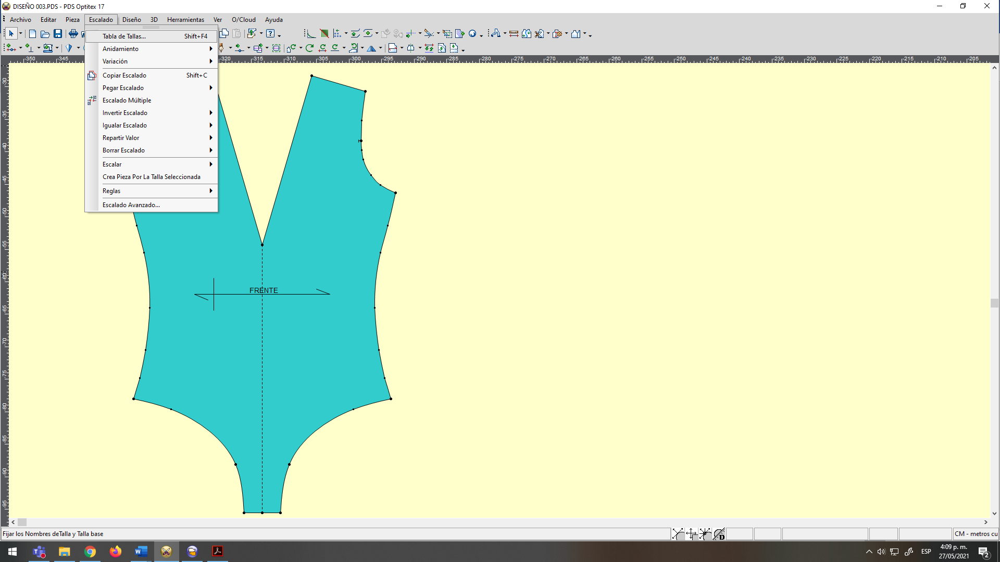 DISEÑO 003.PDS - PDS Optitex 17
Archivo Editar Pieza Escalado Diseño 3D Herramientas Ver O/Cloud Ayuda
Tabla de Tallas... Shift+F4
Anidamiento
Variación
Copiar Escalado Shift+C
Pegar Escalado
Escalado Múltiple
Invertir Escalado
Igualar Escalado
Repartir Valor
Borrar Escalado
Escalar
Crea Pieza Por La Talla Seleccionada
Reglas
Escalado Avanzado...
-350 -345 -320 -315 -310 -305 -300 -295 -290 -285 -280 -275 -270 -265 -260 -255 -250 -245 -240 -235 -230 -225 -220 -215 -210 -205
-30
-35
-40
-45
-50
-55
-60
-65
-70
-75
-80
-85
-90
-95
FRENTE
Fijar los Nombres deTalla y Talla base
CM - metros cu
ESP
4:09 p. m.
27/05/2021
2